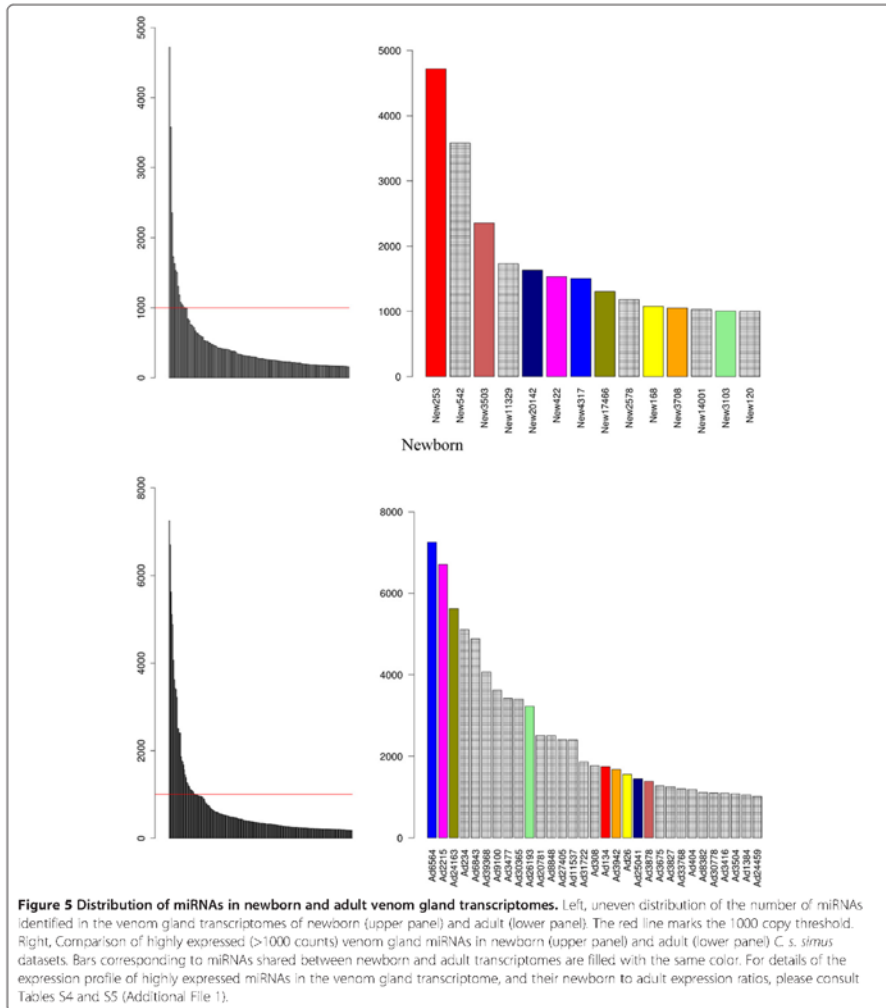 5000
4000
3000
2000
1000
0
5000
4000
3000
2000
1000
0
New253
New542
New3503
New11329
New20142
New422
New4317
New17466
New2578
New168
New3708
New14001
New3103
New120
Newborn
8000
6000
4000
2000
0
8000
6000
4000
2000
0
Ad6564
Ad2215
Ad24163
Ad234
Ad6843
Ad39368
Ad9100
Ad3477
Ad30365
Ad26193
Ad20781
Ad8848
Ad27405
Ad11537
Ad31722
Ad308
Ad134
Ad3942
Ad26
Ad25041
Ad3878
Ad3675
Ad3827
Ad33768
Ad404
Ad8382
Ad30778
Ad3416
Ad3504
Ad1384
Ad24459
Figure 5 Distribution of miRNAs in newborn and adult venom gland transcriptomes. Left, uneven distribution of the number of miRNAs
identified in the venom gland transcriptomes of newborn (upper panel) and adult (lower panel). The red line marks the 1000 copy threshold.
Right, Comparison of highly expressed (>1000 counts) venom gland miRNAs in newborn (upper panel) and adult (lower panel) C. s. simus
datasets. Bars corresponding to miRNAs shared between newborn and adult transcriptomes are filled with the same color. For details of the
expression profile of highly expressed miRNAs in the venom gland transcriptome, and their newborn to adult expression ratios, please consult
Tables S4 and S5 (Additional File 1).